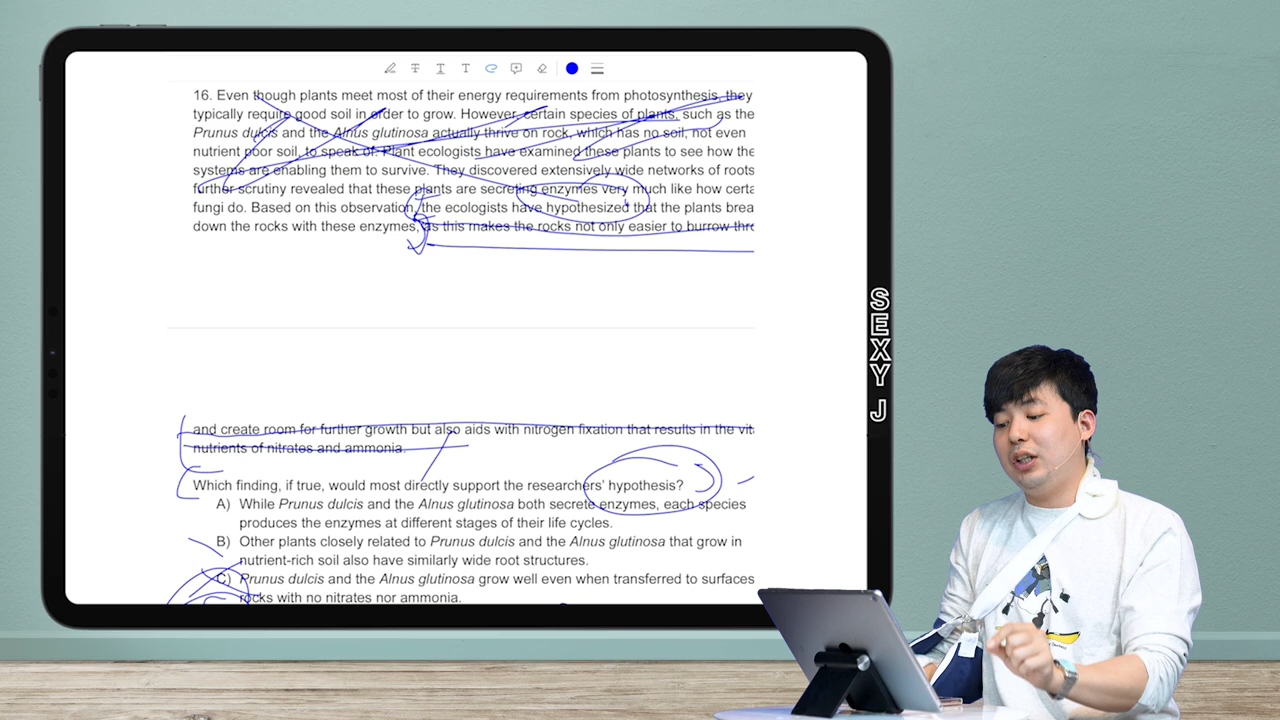 16. Even though plants meet most of their energy requirements from photosynthesis, they
typically require good soil in order to grow. However, certain species of plants, such as the
Prunus dulcis and the Alnus glutinosa actually thrive on rock, which has no soil, not even
nutrient poor soil, to speak of. Plant ecologists have examined these plants to see how the
systems are enabling them to survive. They discovered extensively wide networks of roots
further scrutiny revealed that these plants are secreting enzymes very much like how certa
fungi do. Based on this observation, the ecologists have hypothesized that the plants brea
down the rocks with these enzymes, as this makes the rocks not only easier to burrow thro
and create room for further growth but also aids with nitrogen fixation that results in the vit
nutrients of nitrates and ammonia.
Which finding, if true, would most directly support the researchers' hypothesis?
A) While Prunus dulcis and the Alnus glutinosa both secrete enzymes, each species
produces the enzymes at different stages of their life cycles.
B) Other plants closely related to Prunus dulcis and the Alnus glutinosa that grow in
nutrient-rich soil also have similarly wide root structures.
C) Prunus dulcis and the Alnus glutinosa grow well even when transferred to surfaces
rocks with no nitrates nor ammonia.
SEXY J